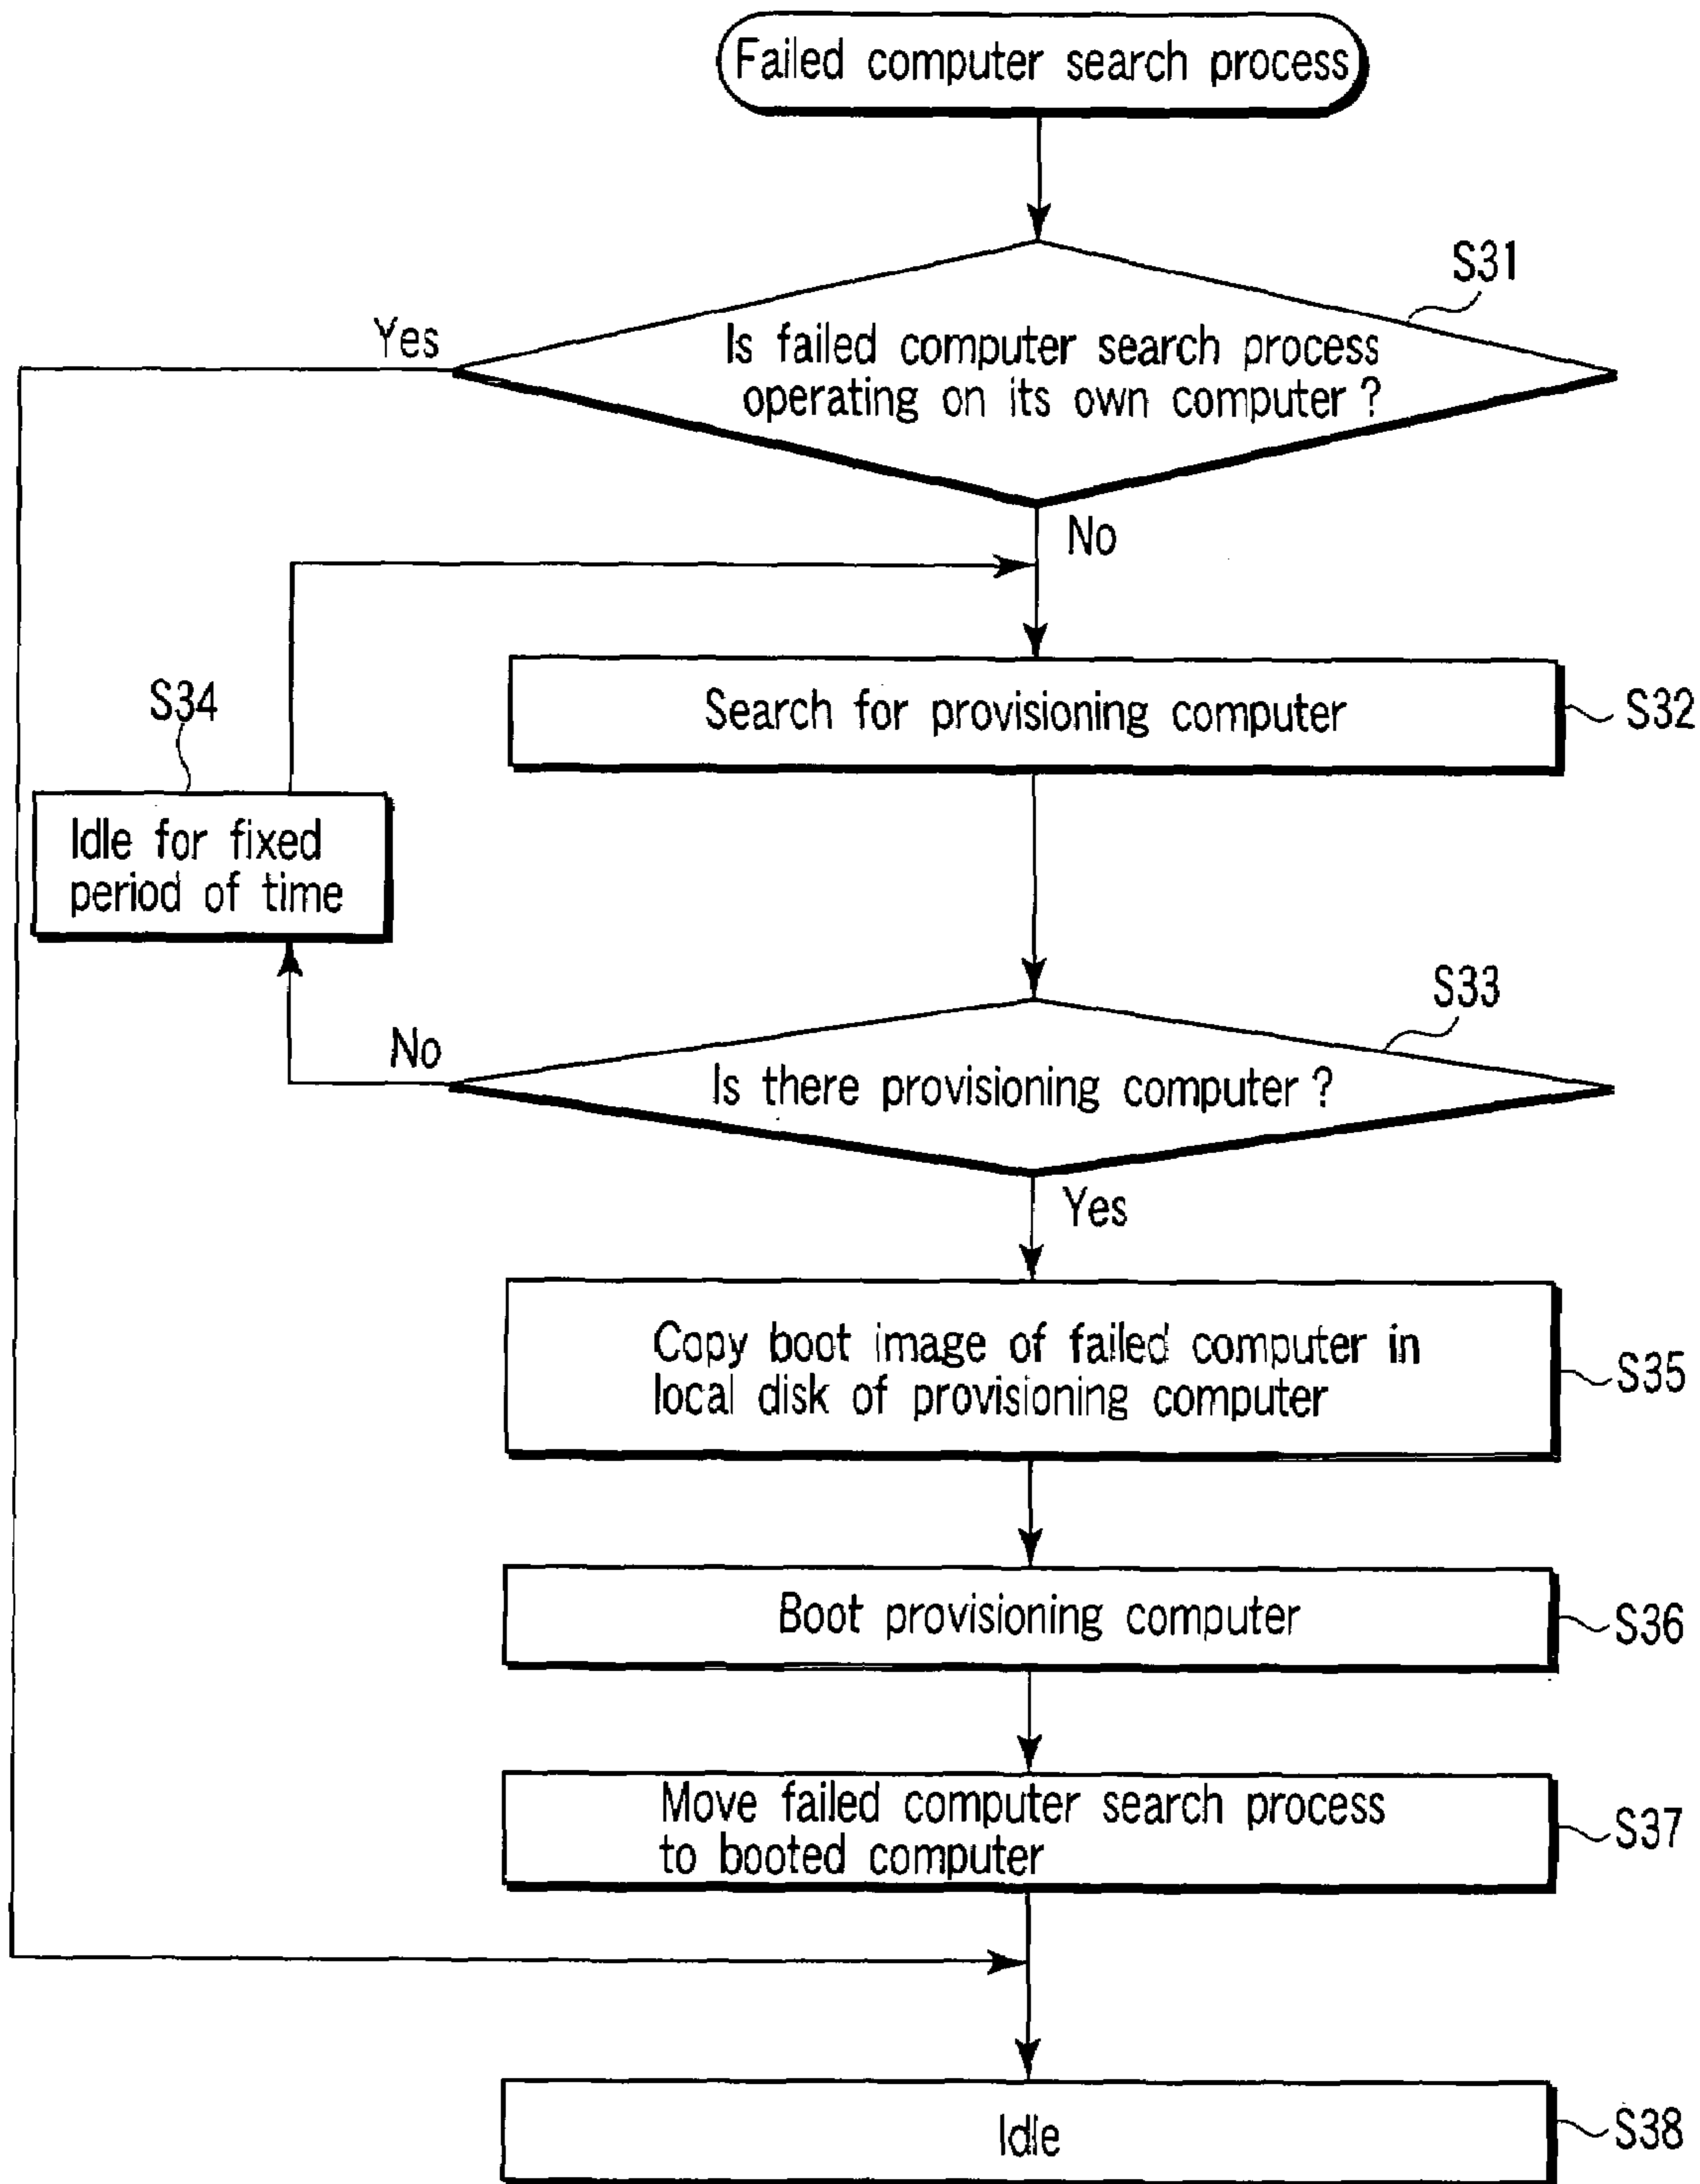 Failed computer search process
S31
Yes
Is failed computer search process
operating on its own computer?
No
Search for provisioning computer
S32
S34
Idle for fixed
period of time
S33
No
Is there provisioning computer?
Yes
Copy boot image of failed computer in
local disk of provisioning computer
S35
Boot provisioning computer
S36
Move failed computer search process
to booted computer
S37
Idle
S38